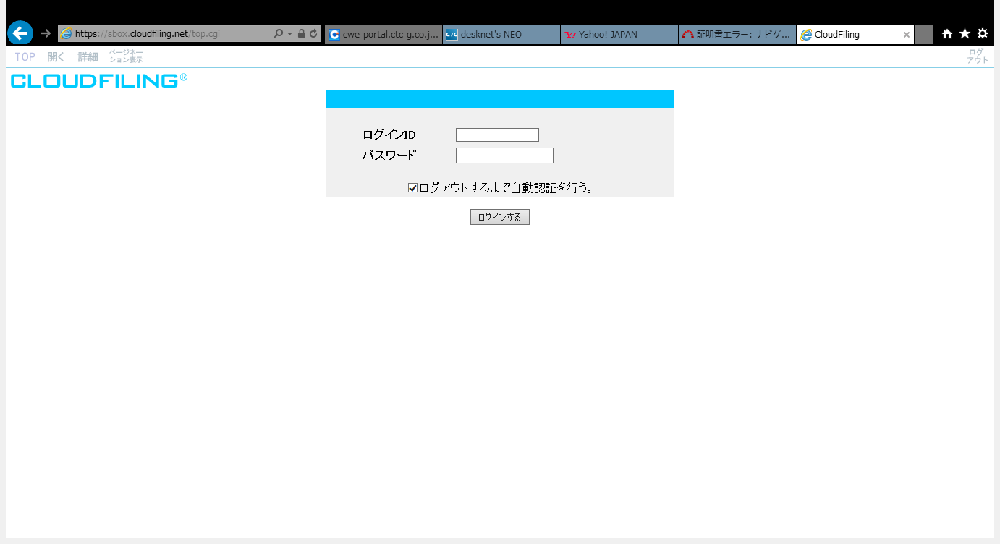 https://sbox.cloudfiling.net/top.cgi
cwe-portal.ctc-g.co.j...
CTC desknet's NEO
Y! Yahoo! JAPAN
証明書エラー: ナビゲ...
CloudFiling
TOP 開く 詳細 ページネー
ション表示
ログ
アウト
CLOUDFILING®
ログインID
パスワード
ログアウトするまで自動認証を行う。
ログインする